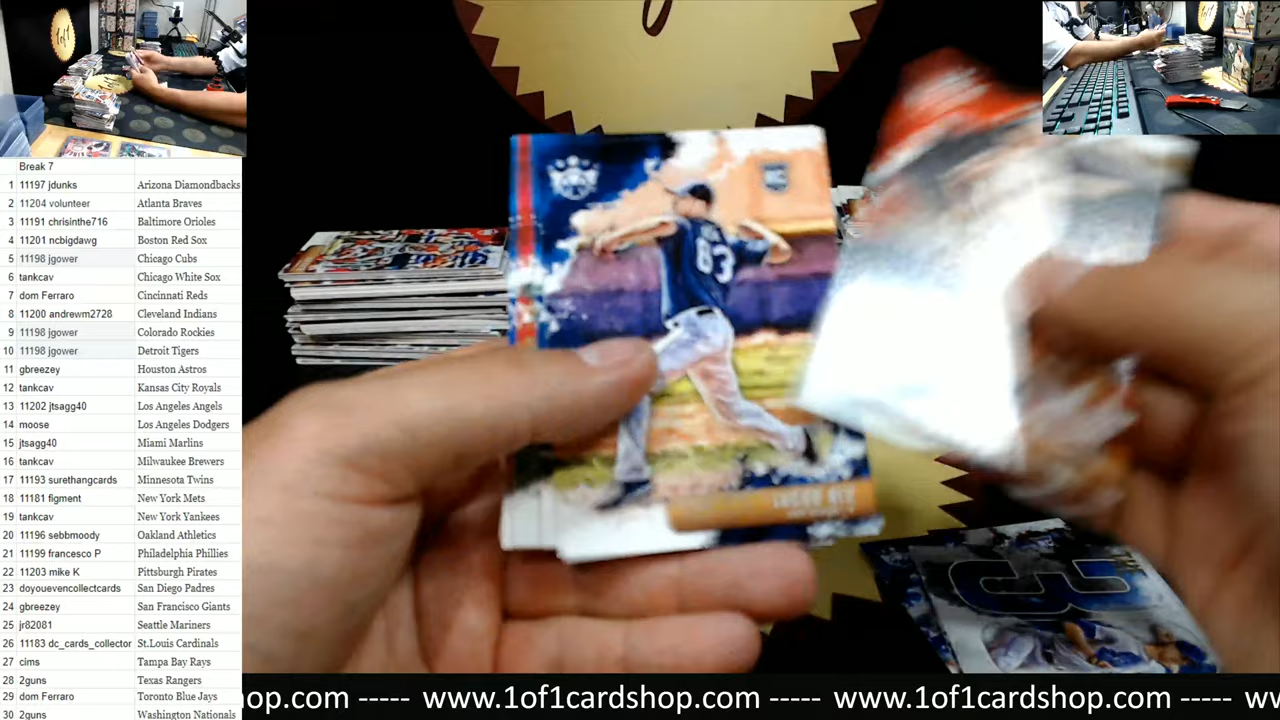 Break 7
1 11197 jdunks Arizona Diamondbacks
2 11204 volunteer Atlanta Braves
3 11191 chrisinthe716 Baltimore Orioles
4 11201 ncbigdawg Boston Red Sox
5 11198 jgower Chicago Cubs
6 tankcav Chicago White Sox
7 dom Ferraro Cincinnati Reds
8 11200 andrewm2728 Cleveland Indians
9 11198 jgower Colorado Rockies
10 11198 jgower Detroit Tigers
11 gbreezey Houston Astros
12 tankcav Kansas City Royals
13 11202 jtsagg40 Los Angeles Angels
14 moose Los Angeles Dodgers
15 jtsagg40 Miami Marlins
16 tankcav Milwaukee Brewers
17 11193 surethangcards Minnesota Twins
18 11181 figment New York Mets
19 tankcav New York Yankees
20 11196 sebbmoody Oakland Athletics
21 11199 francesco P Philadelphia Phillies
22 11203 mike K Pittsburgh Pirates
23 doyouevencollectcards San Diego Padres
24 gbreezey San Francisco Giants
25 jr82081 Seattle Mariners
26 11183 dc_cards_collector St.Louis Cardinals
27 cims Tampa Bay Rays
28 2guns Texas Rangers
29 dom Ferraro Toronto Blue Jays
30 2guns Washington Nationals
1of1
83
3
hop.com ----- www.1of1cardshop.com ----- www.1of1cardshop.com ----- w